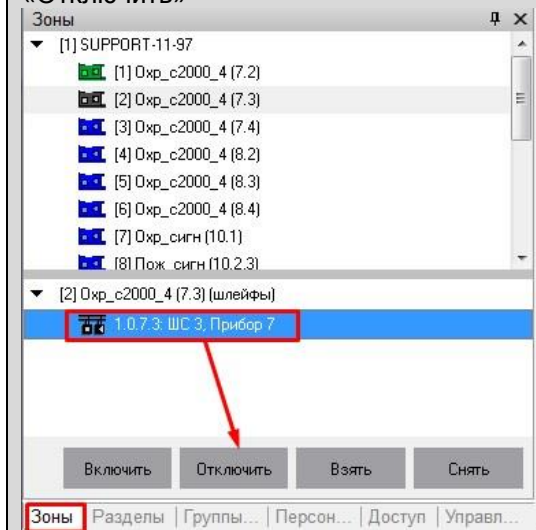 «Отключить»
Зоны
[1] SUPPORT-11-97
[1] Охр_с2000_4 (7.2)
[2] Охр_с2000_4 (7.3)
[3] Охр_с2000_4 (7.4)
[4] Охр_с2000_4 (8.2)
[5] Охр_с2000_4 (8.3)
[6] Охр_с2000_4 (8.4)
[7] Охр_сигн (10.1)
[8] Пож_сигн (10.2.3)
[2] Охр_с2000_4 (7.3) (шлейфы)
1.0.7.3: ШС 3, Прибор 7
Включить Отключить Взять Снять
Зоны Разделы Группы... Персон... Доступ Управл...